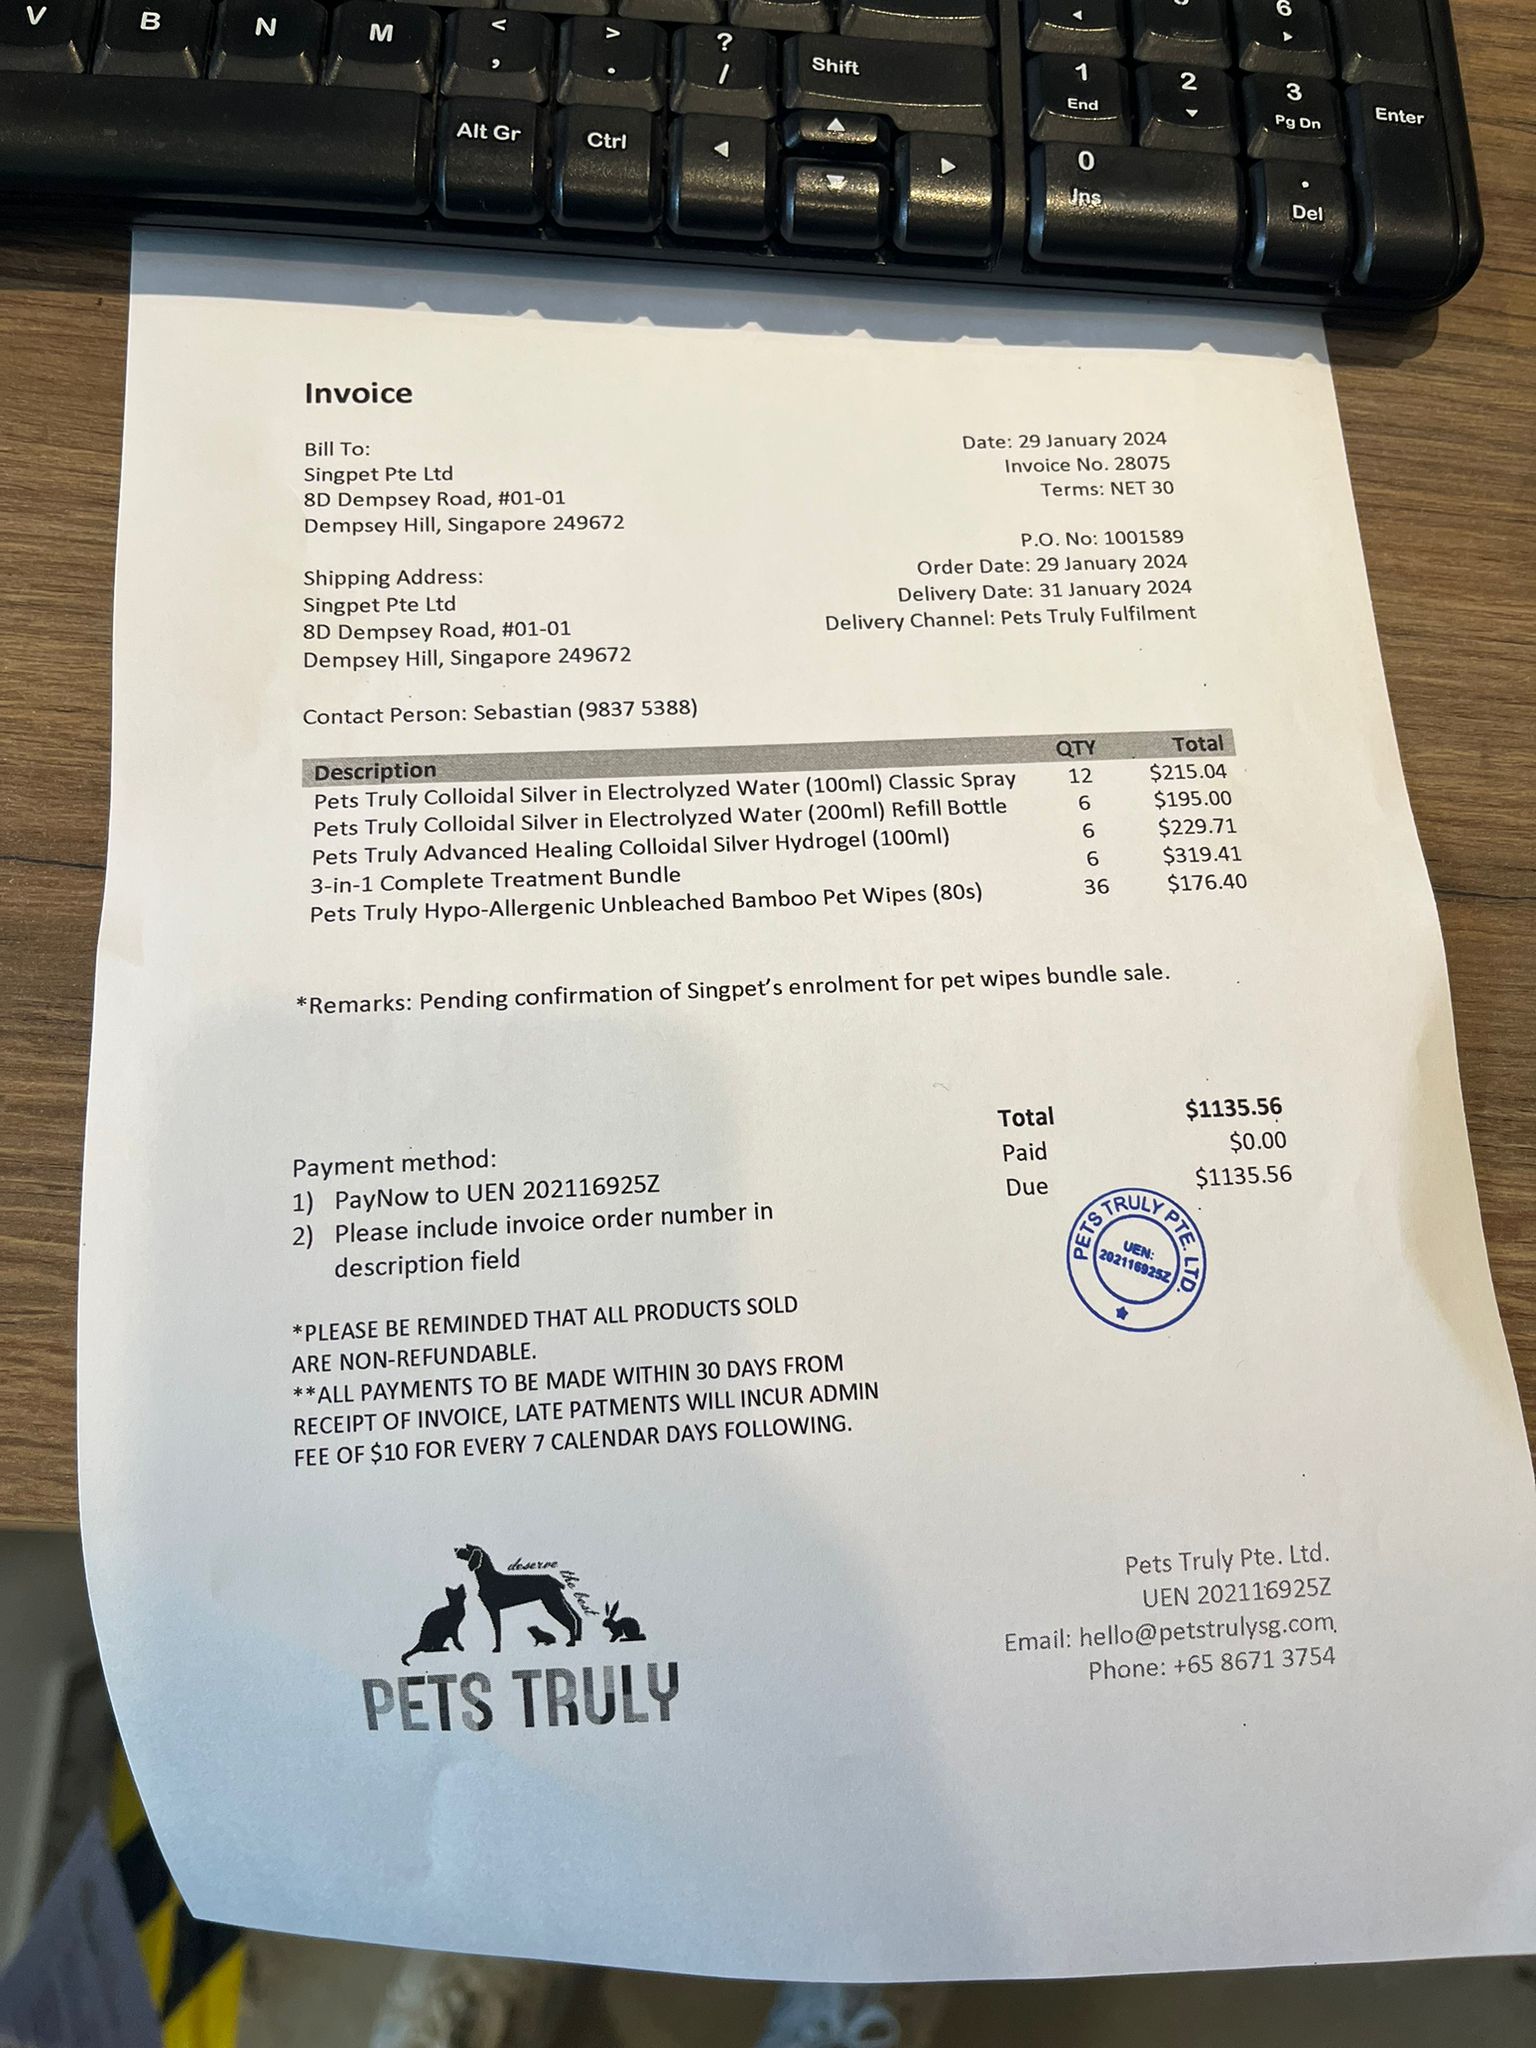 V
B
N
M
<
,
>
.
?
/
Shift
1
End
2
3
Pg Dn
6
Enter
Alt Gr
Ctrl
0
Ins
.
Del
Invoice
Bill To:
Singpet Pte Ltd
8D Dempsey Road, #01-01
Dempsey Hill, Singapore 249672
Date: 29 January 2024
Invoice No. 28075
Terms: NET 30
P.O. No: 1001589
Order Date: 29 January 2024
Delivery Date: 31 January 2024
Delivery Channel: Pets Truly Fulfilment
Shipping Address:
Singpet Pte Ltd
8D Dempsey Road, #01-01
Dempsey Hill, Singapore 249672
Contact Person: Sebastian (9837 5388)
Description QTY Total
Pets Truly Colloidal Silver in Electrolyzed Water (100ml) Classic Spray 12 $215.04
Pets Truly Colloidal Silver in Electrolyzed Water (200ml) Refill Bottle 6 $195.00
Pets Truly Advanced Healing Colloidal Silver Hydrogel (100ml) 6 $229.71
3-in-1 Complete Treatment Bundle 6 $319.41
Pets Truly Hypo-Allergenic Unbleached Bamboo Pet Wipes (80s) 36 $176.40
*Remarks: Pending confirmation of Singpet's enrolment for pet wipes bundle sale.
Total $1135.56
Paid $0.00
Due $1135.56
Payment method:
1) PayNow to UEN 202116925Z
2) Please include invoice order number in
description field
PETS TRULY PTE. LTD.
UEN:
202116925Z
*PLEASE BE REMINDED THAT ALL PRODUCTS SOLD
ARE NON-REFUNDABLE.
**ALL PAYMENTS TO BE MADE WITHIN 30 DAYS FROM
RECEIPT OF INVOICE, LATE PATMENTS WILL INCUR ADMIN
FEE OF $10 FOR EVERY 7 CALENDAR DAYS FOLLOWING.
deserve the best
PETS TRULY
Pets Truly Pte. Ltd.
UEN 202116925Z
Email: hello@petstrulysg.com
Phone: +65 8671 3754